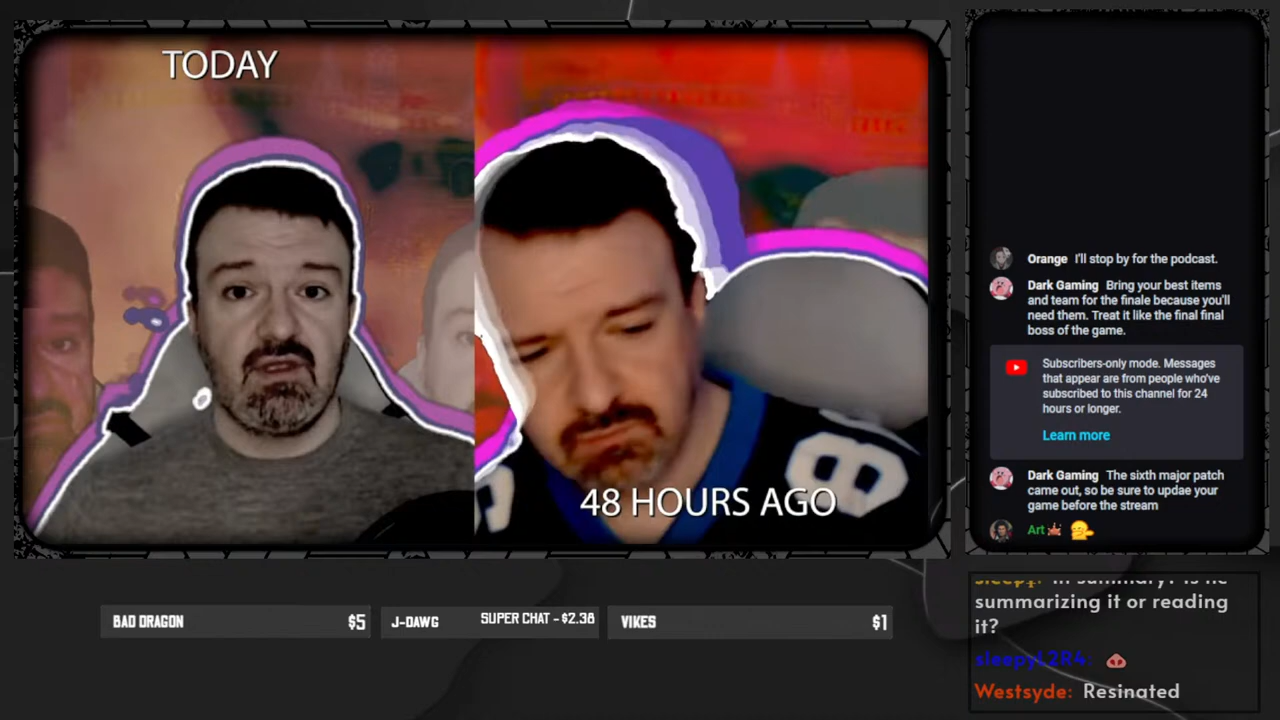 TODAY
48 HOURS AGO
Orange I'll stop by for the podcast.
Dark Gaming Bring your best items
and team for the finale because you'll
need them. Treat it like the final final
boss of the game.
Subscribers-only mode. Messages
that appear are from people who've
subscribed to this channel for 24
hours or longer.
Learn more
Dark Gaming The sixth major patch
came out, so be sure to updae your
game before the stream
Art
BAD DRAGON $5
J-DAWG SUPER CHAT - $2.38
VIKES $1
In summary? Is he
summarizing it or reading
it?
sleepyL2R4:
Westsyde: Resinated